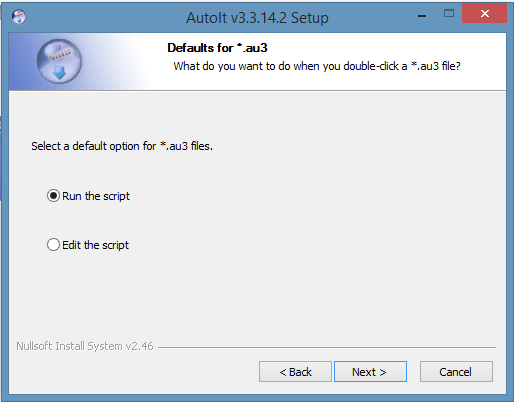 AutoIt v3.3.14.2 Setup
Defaults for *.au3
What do you want to do when you double-click a *.au3 file?
Select a default option for *.au3 files.
Run the script
Edit the script
Nullsoft Install System v2.46
< Back
Next >
Cancel